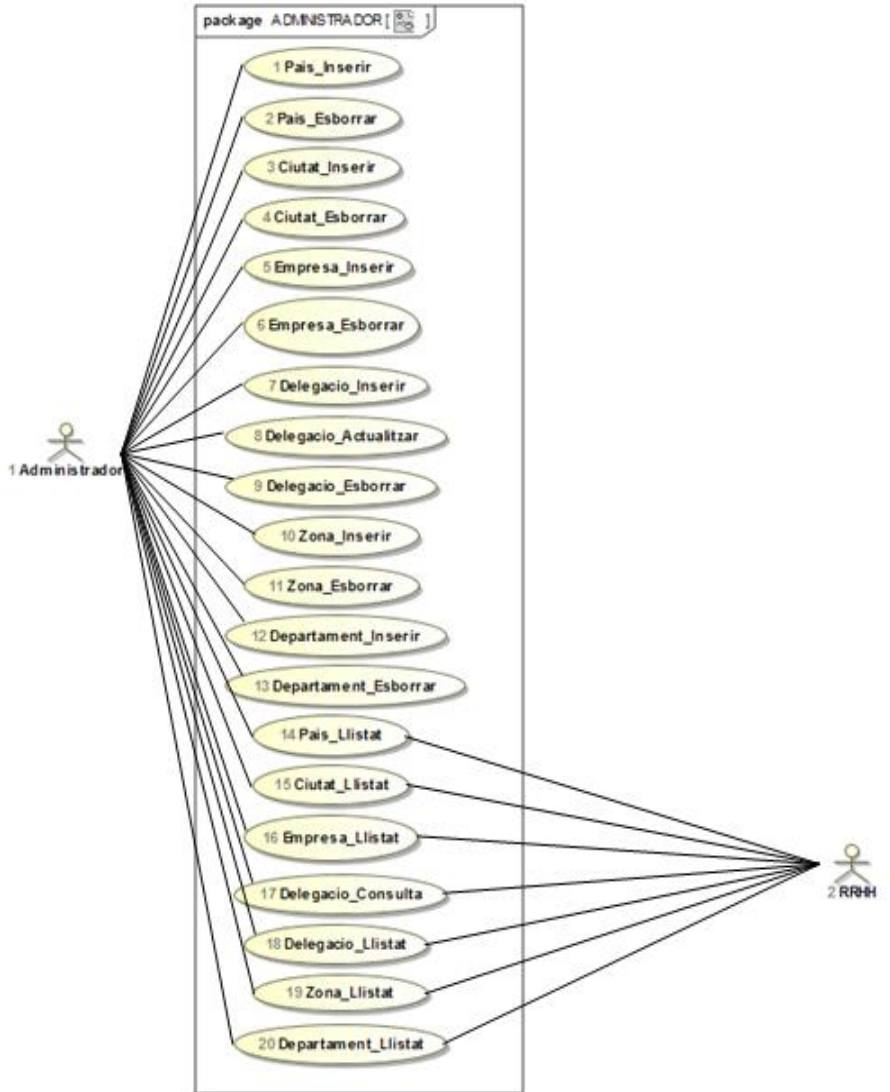 package ADMINISTRADOR [ ]
1 Pais_Inserir
2 Pais_Esborrar
3 Ciutat_Inserir
4 Ciutat_Esborrar
5 Empresa_Inserir
6 Empresa_Esborrar
7 Delegacio_Inserir
8 Delegacio_Actualitzar
1 Administrador
9 Delegacio_Esborrar
10 Zona_Inserir
11 Zona_Esborrar
12 Departament_Inserir
13 Departament_Esborrar
14 Pais_Llistat
15 Ciutat_Llistat
16 Empresa_Llistat
17 Delegacio_Consulta
2 RRHH
18 Delegacio_Llistat
19 Zona_Llistat
20 Departament_Llistat